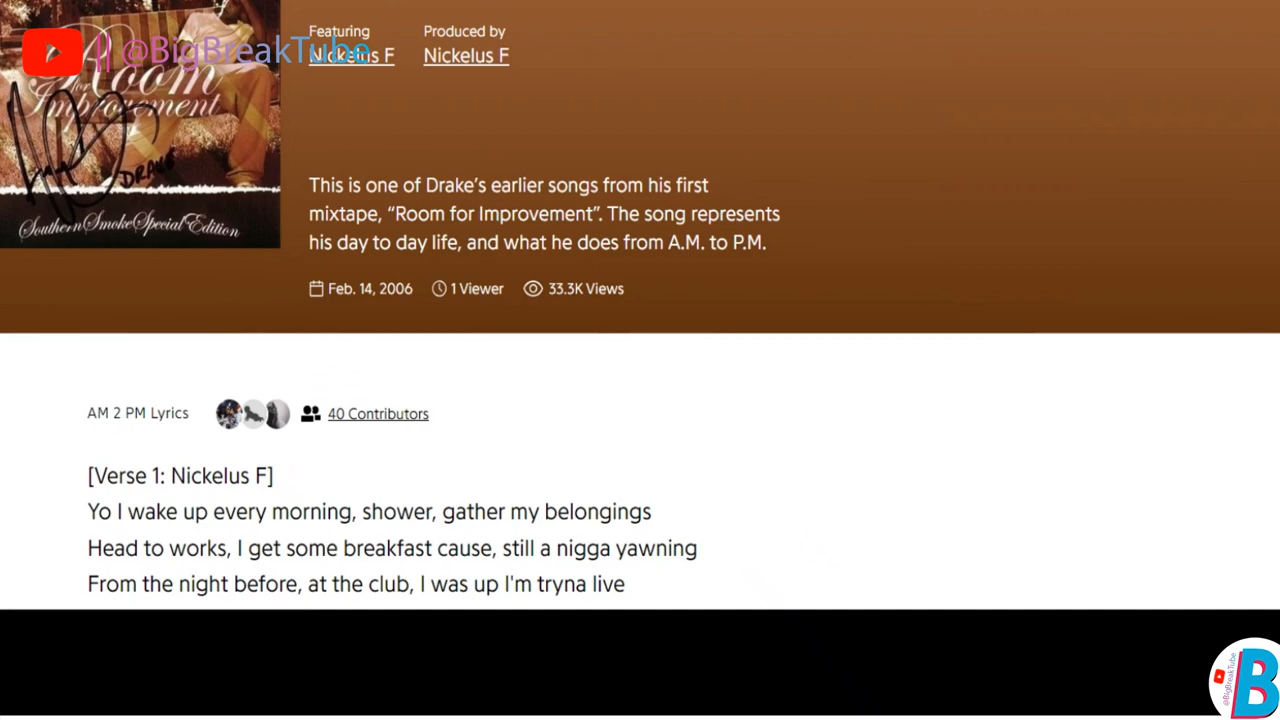 Featuring
Produced by
|| @BigBreakTube
Nickelus F
Nickelus F
Room
for
Improvement
DRAKE
Southern Smoke Special Edition
This is one of Drake’s earlier songs from his first
mixtape, “Room for Improvement”. The song represents
his day to day life, and what he does from A.M. to P.M.
Feb. 14, 2006
1 Viewer
33.3K Views
AM 2 PM Lyrics
40 Contributors
[Verse 1: Nickelus F]
Yo I wake up every morning, shower, gather my belongings
Head to works, I get some breakfast cause, still a nigga yawning
From the night before, at the club, I was up I'm tryna live
@BigBreakTube
B